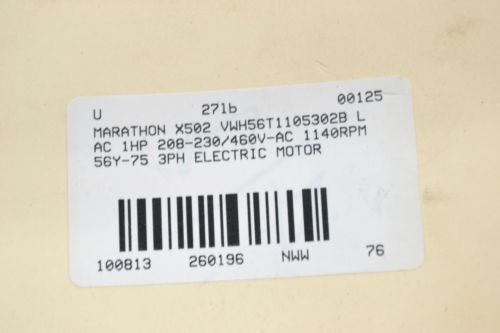 U 271b 00125
MARATHON X502 VWH56T1105302B L
AC 1HP 208-230/460V-AC 1140RPM
56Y-75 3PH ELECTRIC MOTOR
100813 260196 NWW 76